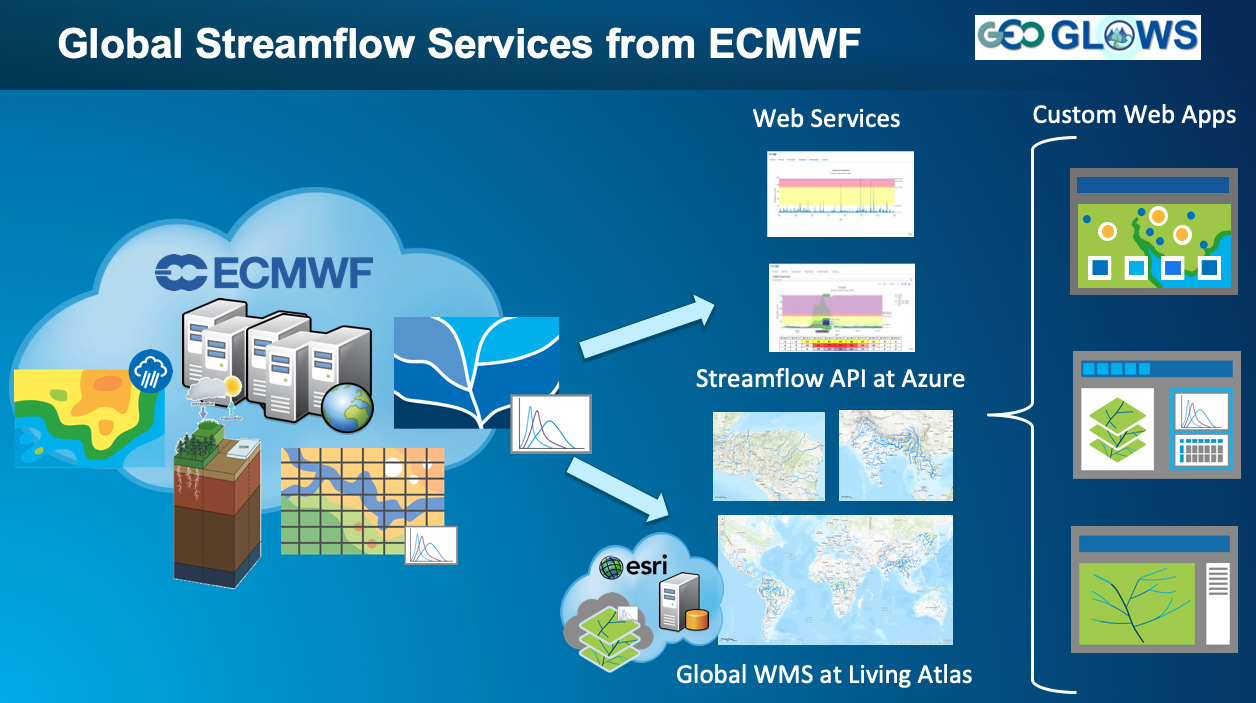 Global Streamflow Services from ECMWF
GEO GLOWS
Web Services
Custom Web Apps
ECMWF
Streamflow API at Azure
esri
Global WMS at Living Atlas